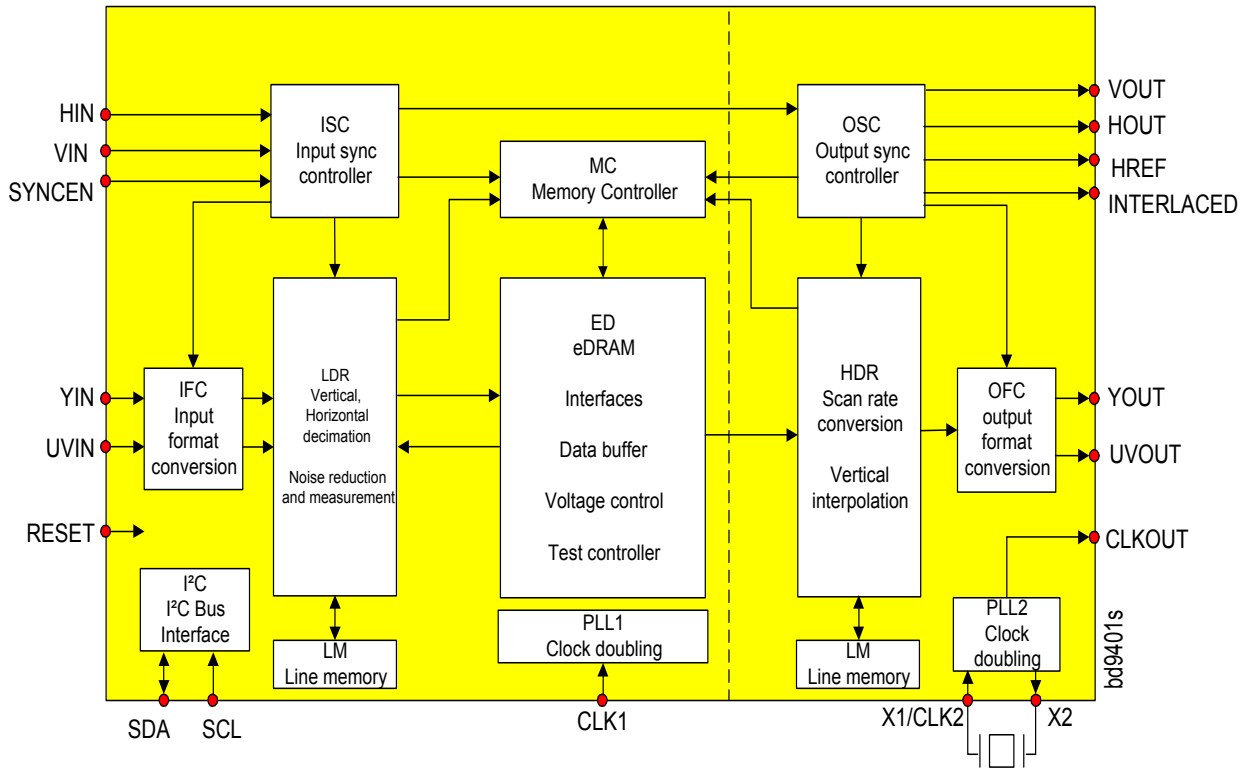 HIN
VIN
SYNCEN
ISC
Input sync
controller
MC
Memory Controller
OSC
Output sync
controller
VOUT
HOUT
HREF
INTERLACED
YIN
UVIN
IFC
Input
format
conversion
LDR
Vertical,
Horizontal
decimation
Noise reduction
and measurement
ED
eDRAM
Interfaces
Data buffer
Voltage control
Test controller
HDR
Scan rate
conversion
Vertical
interpolation
OFC
output
format
conversion
YOUT
UVOUT
RESET
CLKOUT
I²C
I²C Bus
Interface
LM
Line memory
PLL1
Clock doubling
LM
Line memory
PLL2
Clock
doubling
bd9401s
SDA
SCL
CLK1
X1/CLK2
X2